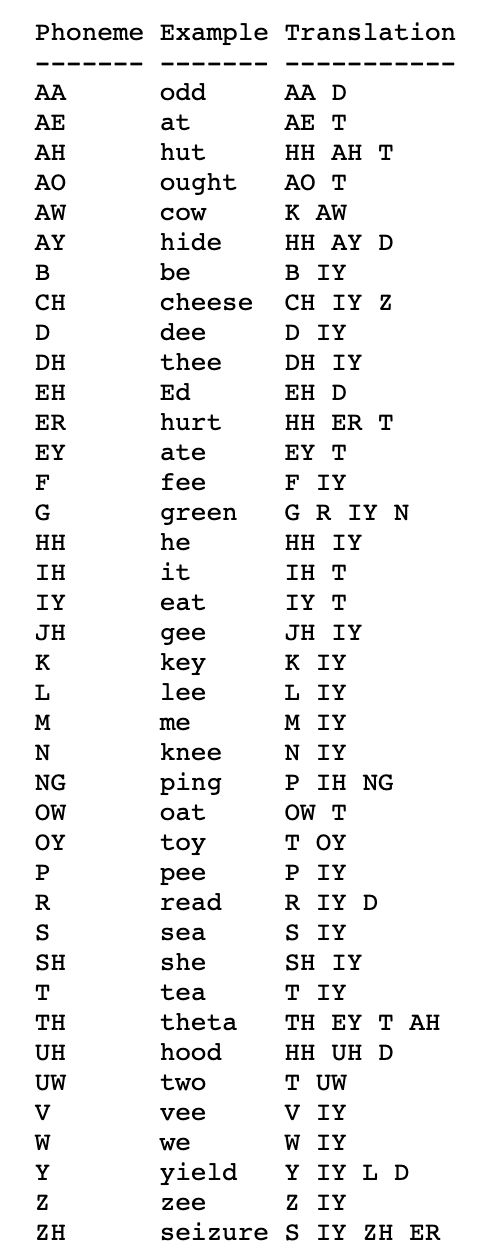 Phoneme Example Translation
------- ------- -----------
AA odd AA D
AE at AE T
AH hut HH AH T
AO ought AO T
AW cow K AW
AY hide HH AY D
B be B IY
CH cheese CH IY Z
D dee D IY
DH thee DH IY
EH Ed EH D
ER hurt HH ER T
EY ate EY T
F fee F IY
G green G R IY N
HH he HH IY
IH it IH T
IY eat IY T
JH gee JH IY
K key K IY
L lee L IY
M me M IY
N knee N IY
NG ping P IH NG
OW oat OW T
OY toy T OY
P pee P IY
R read R IY D
S sea S IY
SH she SH IY
T tea T IY
TH theta TH EY T AH
UH hood HH UH D
UW two T UW
V vee V IY
W we W IY
Y yield Y IY L D
Z zee Z IY
ZH seizure S IY ZH ER